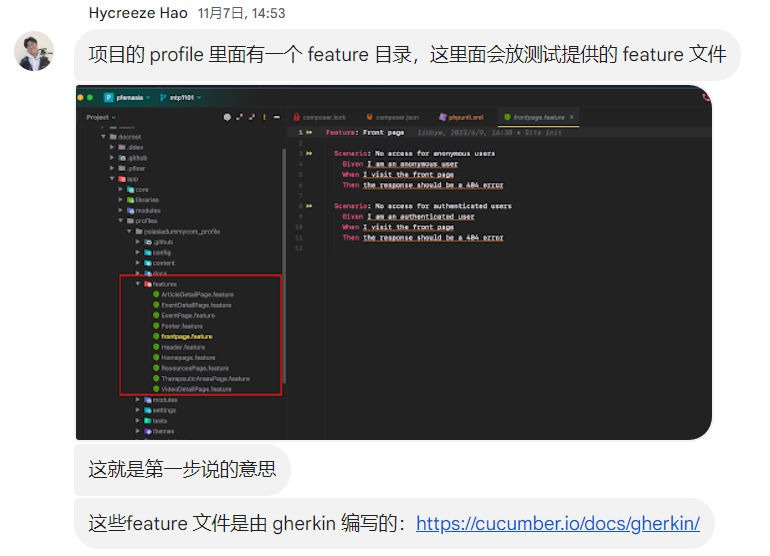 Hycreeze Hao 11月7日, 14:53
项目的 profile 里面有一个 feature 目录，这里面会放测试提供的 feature 文件
P pfemasia mtp1101
Project
composer.lock composer.json phpunit.xml frontpage.feature
docroot
.ddev
.github
.pfizer
app
core
libraries
modules
profiles
pxiasiadummycom_profile
.github
config
content
docs
features
ArticleDetailPage.feature
EventDetailPage.feature
EventPage.feature
Footer.feature
frontpage.feature
Header.feature
Homepage.feature
ResourcesPage.feature
TherapeuticAreasPage.feature
VideoDetailPage.feature
modules
settings
tests
themes
1 Feature: Front page
2
3 Scenario: No access for anonymous users
4 Given I am an anonymous user
5 When I visit the front page
6 Then the response should be a 404 error
7
8 Scenario: No access for authenticated users
9 Given I am an authenticated user
10 When I visit the front page
11 Then the response should be a 404 error
12
这就是第一步说的意思
这些feature 文件是由 gherkin 编写的：https://cucumber.io/docs/gherkin/